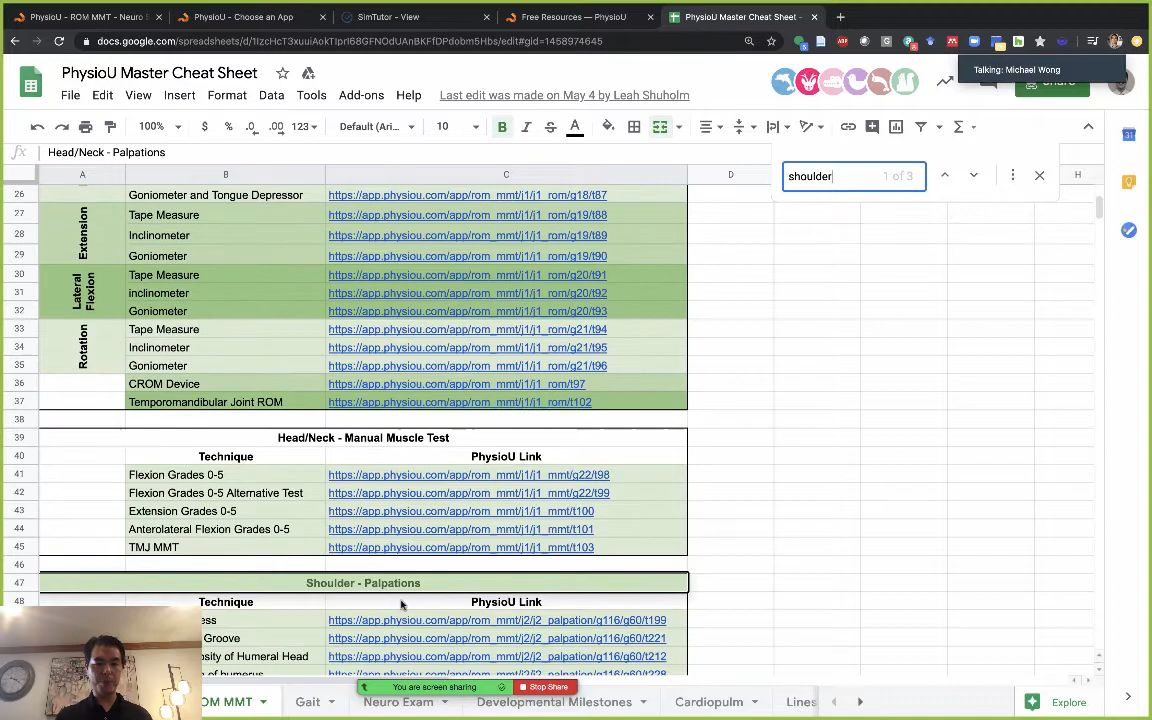 PhysioU - ROM MMT - Neuro E
PhysioU - Choose an App
SimTutor - View
Free Resources — PhysioU
PhysioU Master Cheat Sheet -
docs.google.com/spreadsheets/d/1IzcHcT3xuuiAokTIprI68GFNOdUAnBKFfDPdobm5Hbs/edit#gid=1458974645
Talking: Michael Wong
PhysioU Master Cheat Sheet
File Edit View Insert Format Data Tools Add-ons Help Last edit was made on May 4 by Leah Shuholm
Share
100% $ % .0 .00 123 Default (Ari... 10 B I S A
fx Head/Neck - Palpations
shoulder 1 of 3
A B C D E H
26 Goniometer and Tongue Depressor https://app.physiou.com/app/rom_mmt/j1/j1_rom/g18/t87
27 Extension Tape Measure https://app.physiou.com/app/rom_mmt/j1/j1_rom/g19/t88
28 Inclinometer https://app.physiou.com/app/rom_mmt/j1/j1_rom/g19/t89
29 Goniometer https://app.physiou.com/app/rom_mmt/j1/j1_rom/g19/t90
30 Lateral Flexion Tape Measure https://app.physiou.com/app/rom_mmt/j1/j1_rom/g20/t91
31 inclinometer https://app.physiou.com/app/rom_mmt/j1/j1_rom/g20/t92
32 Goniometer https://app.physiou.com/app/rom_mmt/j1/j1_rom/g20/t93
33 Rotation Tape Measure https://app.physiou.com/app/rom_mmt/j1/j1_rom/g21/t94
34 Inclinometer https://app.physiou.com/app/rom_mmt/j1/j1_rom/g21/t95
35 Goniometer https://app.physiou.com/app/rom_mmt/j1/j1_rom/g21/t96
36 CROM Device https://app.physiou.com/app/rom_mmt/j1/j1_rom/t97
37 Temporomandibular Joint ROM https://app.physiou.com/app/rom_mmt/j1/j1_rom/t102
38
39 Head/Neck - Manual Muscle Test
40 Technique PhysioU Link
41 Flexion Grades 0-5 https://app.physiou.com/app/rom_mmt/j1/j1_mmt/g22/t98
42 Flexion Grades 0-5 Alternative Test https://app.physiou.com/app/rom_mmt/j1/j1_mmt/g22/t99
43 Extension Grades 0-5 https://app.physiou.com/app/rom_mmt/j1/j1_mmt/t100
44 Anterolateral Flexion Grades 0-5 https://app.physiou.com/app/rom_mmt/j1/j1_mmt/t101
45 TMJ MMT https://app.physiou.com/app/rom_mmt/j1/j1_mmt/t103
46
47 Shoulder - Palpations
48 Technique PhysioU Link
ess https://app.physiou.com/app/rom_mmt/j2/j2_palpation/g116/g60/t199
Groove https://app.physiou.com/app/rom_mmt/j2/j2_palpation/g116/g60/t221
osity of Humeral Head https://app.physiou.com/app/rom_mmt/j2/j2_palpation/g116/g60/t212
of humerus https://app.physiou.com/app/rom_mmt/j2/j2_palpation/g116/g60/t228
You are screen sharing Stop Share
ROM MMT Gait Neuro Exam Developmental Milestones Cardiopulm Lines Explore